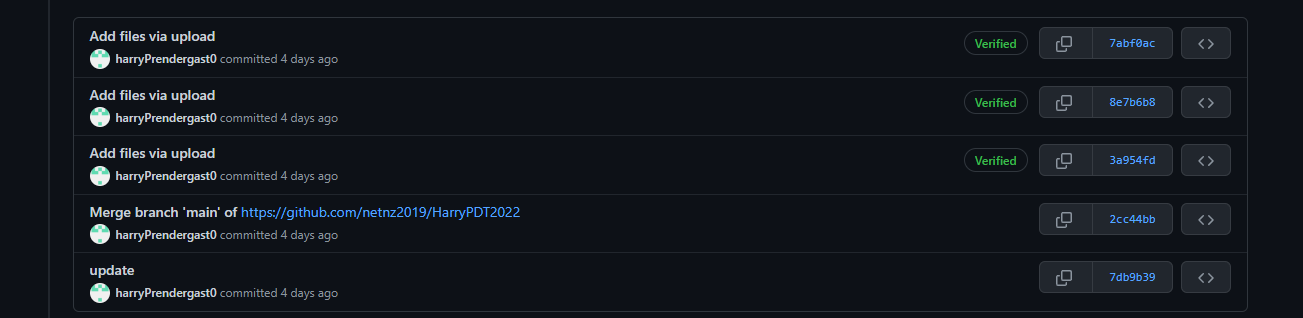 Add files via upload
harryPrendergast0 committed 4 days ago
Verified
7abf0ac
Add files via upload
harryPrendergast0 committed 4 days ago
Verified
8e7b6b8
Add files via upload
harryPrendergast0 committed 4 days ago
Verified
3a954fd
Merge branch 'main' of https://github.com/netnz2019/HarryPDT2022
harryPrendergast0 committed 4 days ago
2cc44bb
update
harryPrendergast0 committed 4 days ago
7db9b39